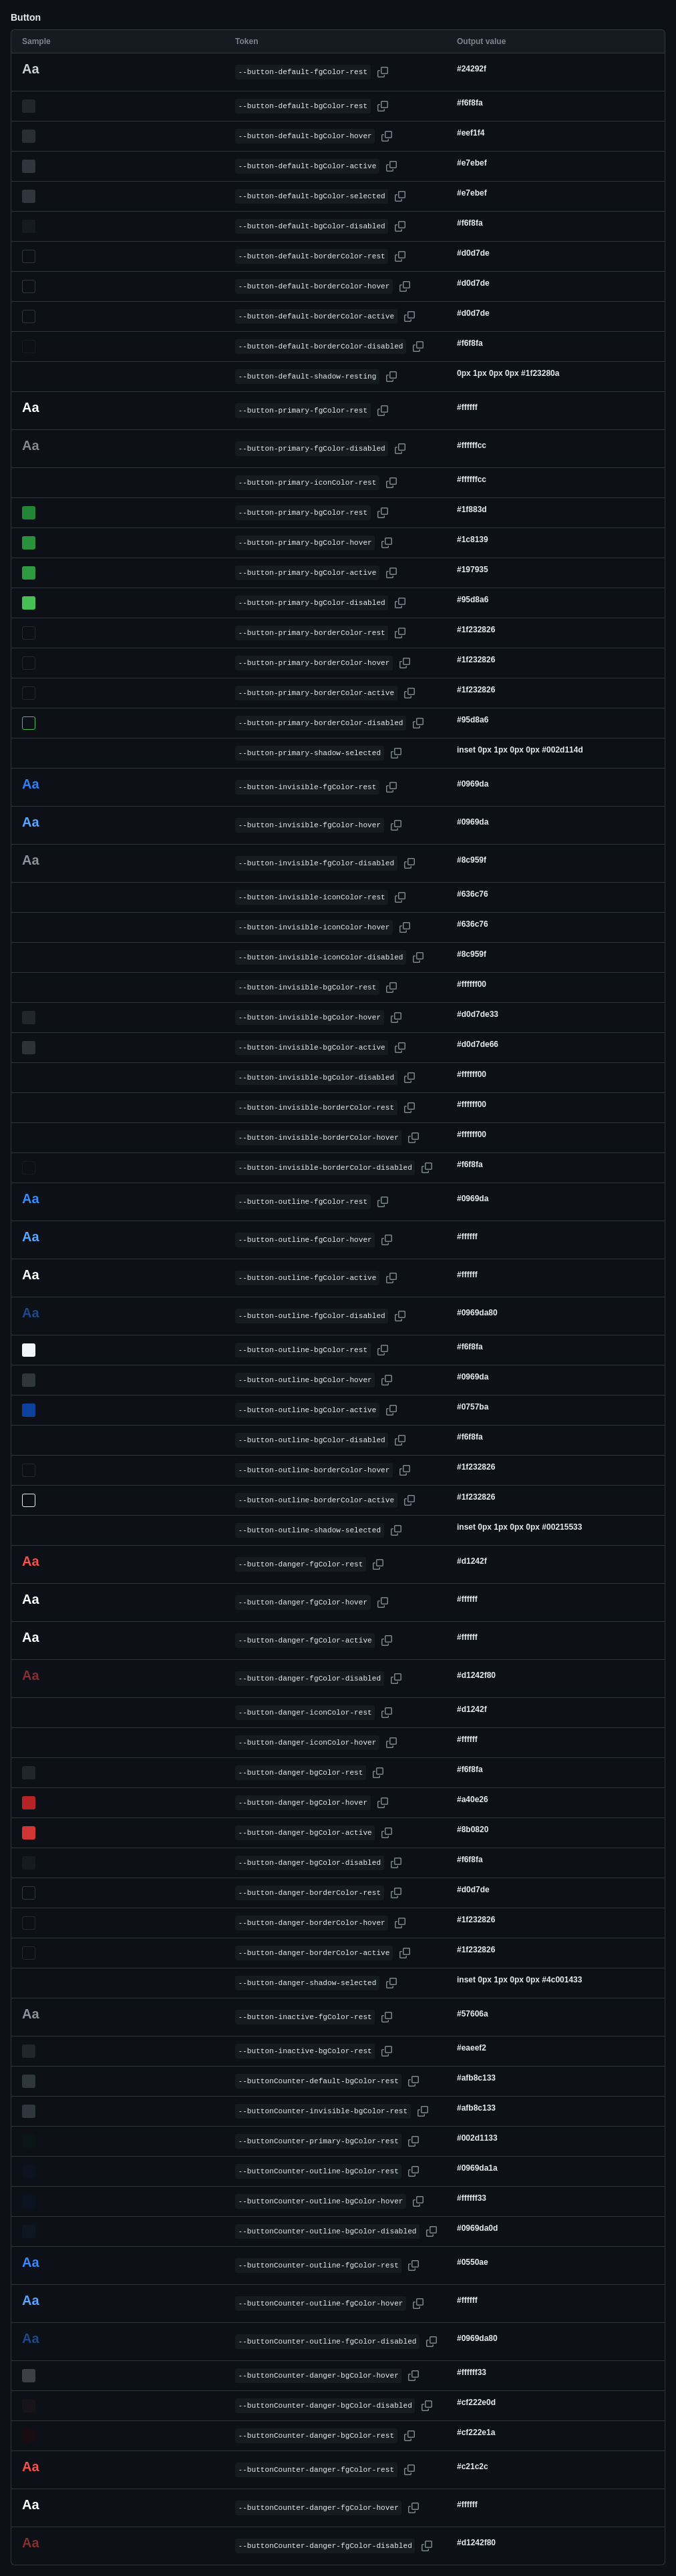 Button
Sample Token Output value
Aa --button-default-fgColor-rest #24292f
--button-default-bgColor-rest #f6f8fa
--button-default-bgColor-hover #eef1f4
--button-default-bgColor-active #e7ebef
--button-default-bgColor-selected #e7ebef
--button-default-bgColor-disabled #f6f8fa
--button-default-borderColor-rest #d0d7de
--button-default-borderColor-hover #d0d7de
--button-default-borderColor-active #d0d7de
--button-default-borderColor-disabled #f6f8fa
--button-default-shadow-resting 0px 1px 0px 0px #1f23280a
Aa --button-primary-fgColor-rest #ffffff
Aa --button-primary-fgColor-disabled #ffffffcc
--button-primary-iconColor-rest #ffffffcc
--button-primary-bgColor-rest #1f883d
--button-primary-bgColor-hover #1c8139
--button-primary-bgColor-active #197935
--button-primary-bgColor-disabled #95d8a6
--button-primary-borderColor-rest #1f232826
--button-primary-borderColor-hover #1f232826
--button-primary-borderColor-active #1f232826
--button-primary-borderColor-disabled #95d8a6
--button-primary-shadow-selected inset 0px 1px 0px 0px #002d114d
Aa --button-invisible-fgColor-rest #0969da
Aa --button-invisible-fgColor-hover #0969da
Aa --button-invisible-fgColor-disabled #8c959f
--button-invisible-iconColor-rest #636c76
--button-invisible-iconColor-hover #636c76
--button-invisible-iconColor-disabled #8c959f
--button-invisible-bgColor-rest #ffffff00
--button-invisible-bgColor-hover #d0d7de33
--button-invisible-bgColor-active #d0d7de66
--button-invisible-bgColor-disabled #ffffff00
--button-invisible-borderColor-rest #ffffff00
--button-invisible-borderColor-hover #ffffff00
--button-invisible-borderColor-disabled #f6f8fa
Aa --button-outline-fgColor-rest #0969da
Aa --button-outline-fgColor-hover #ffffff
Aa --button-outline-fgColor-active #ffffff
Aa --button-outline-fgColor-disabled #0969da80
--button-outline-bgColor-rest #f6f8fa
--button-outline-bgColor-hover #0969da
--button-outline-bgColor-active #0757ba
--button-outline-bgColor-disabled #f6f8fa
--button-outline-borderColor-hover #1f232826
--button-outline-borderColor-active #1f232826
--button-outline-shadow-selected inset 0px 1px 0px 0px #00215533
Aa --button-danger-fgColor-rest #d1242f
Aa --button-danger-fgColor-hover #ffffff
Aa --button-danger-fgColor-active #ffffff
Aa --button-danger-fgColor-disabled #d1242f80
--button-danger-iconColor-rest #d1242f
--button-danger-iconColor-hover #ffffff
--button-danger-bgColor-rest #f6f8fa
--button-danger-bgColor-hover #a40e26
--button-danger-bgColor-active #8b0820
--button-danger-bgColor-disabled #f6f8fa
--button-danger-borderColor-rest #d0d7de
--button-danger-borderColor-hover #1f232826
--button-danger-borderColor-active #1f232826
--button-danger-shadow-selected inset 0px 1px 0px 0px #4c001433
Aa --button-inactive-fgColor-rest #57606a
--button-inactive-bgColor-rest #eaeef2
--buttonCounter-default-bgColor-rest #afb8c133
--buttonCounter-invisible-bgColor-rest #afb8c133
--buttonCounter-primary-bgColor-rest #002d1133
--buttonCounter-outline-bgColor-rest #0969da1a
--buttonCounter-outline-bgColor-hover #ffffff33
--buttonCounter-outline-bgColor-disabled #0969da0d
Aa --buttonCounter-outline-fgColor-rest #0550ae
Aa --buttonCounter-outline-fgColor-hover #ffffff
Aa --buttonCounter-outline-fgColor-disabled #0969da80
--buttonCounter-danger-bgColor-hover #ffffff33
--buttonCounter-danger-bgColor-disabled #cf222e0d
--buttonCounter-danger-bgColor-rest #cf222e1a
Aa --buttonCounter-danger-fgColor-rest #c21c2c
Aa --buttonCounter-danger-fgColor-hover #ffffff
Aa --buttonCounter-danger-fgColor-disabled #d1242f80